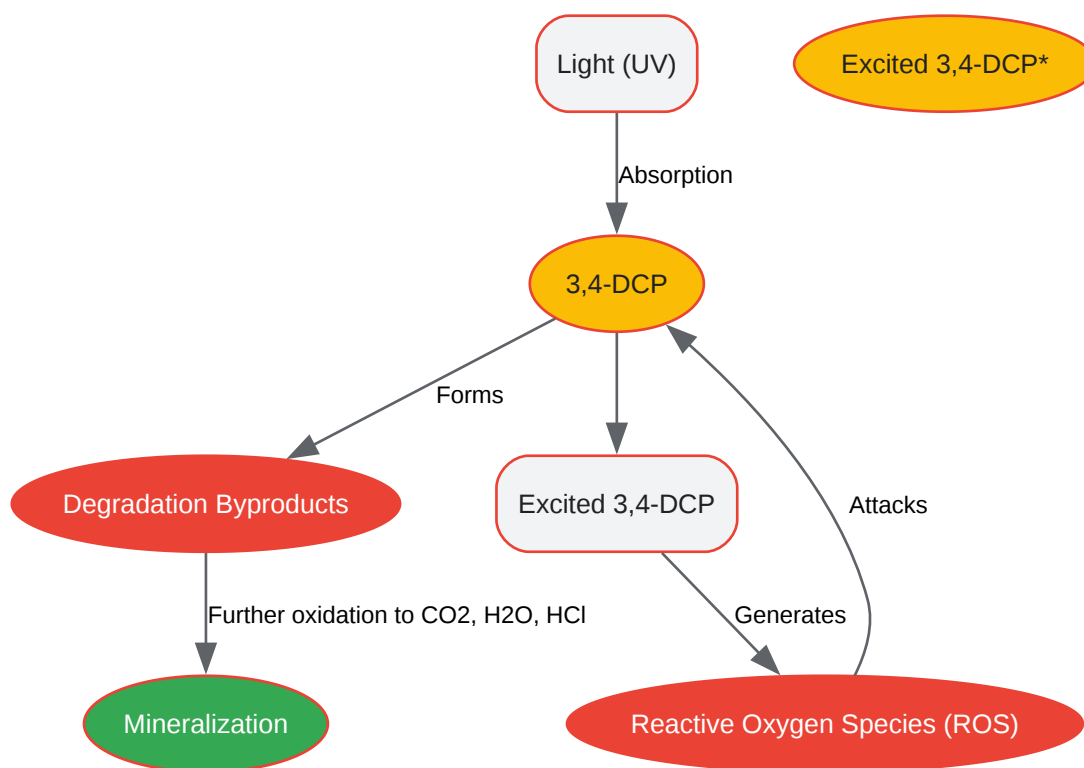 Light (UV)
Excited 3,4-DCP*
Absorption
3,4-DCP
Forms
Degradation Byproducts
Excited 3,4-DCP
Attacks
Further oxidation to CO2, H2O, HCl
Generates
Mineralization
Reactive Oxygen Species (ROS)